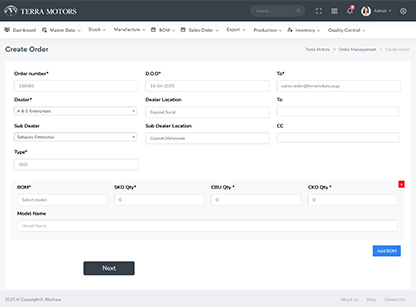 TERRA MOTORS
Search...
Admin
Dashboard Master Data Stock Manufacture BOM Sales Order Export Production Inventory Quality Control
Create Order
Terra Motors > Order Management > Create Order
Order number* D.O.O* To*
100401 15-04-2025 sales-order@terramotors.co.jp
Dealer* Dealer Location To
A & G Enterprises Gujarat,Surat
Sub Dealer Sub Dealer Location CC
Saharsu Enterprise Gujarat,Mahesana
Type*
SKD
BOM* SKD Qty* CBU Qty * CKD Qty *
Select model 0 0 0
Model Name
Model Name
Add BOM
Next
2025 © Copyright E-Rikshaw About Us Help Contact Us